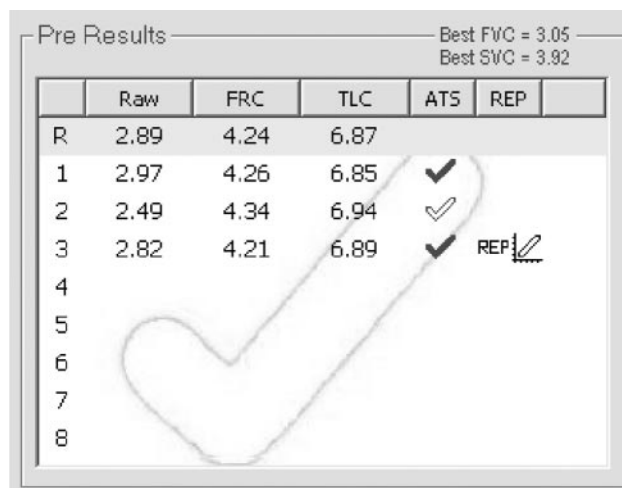 Pre Results
Best FVC = 3.05
Best SVC = 3.92
Raw FRC TLC ATS REP
R 2.89 4.24 6.87
1 2.97 4.26 6.85
2 2.49 4.34 6.94
3 2.82 4.21 6.89 REP
4
5
6
7
8